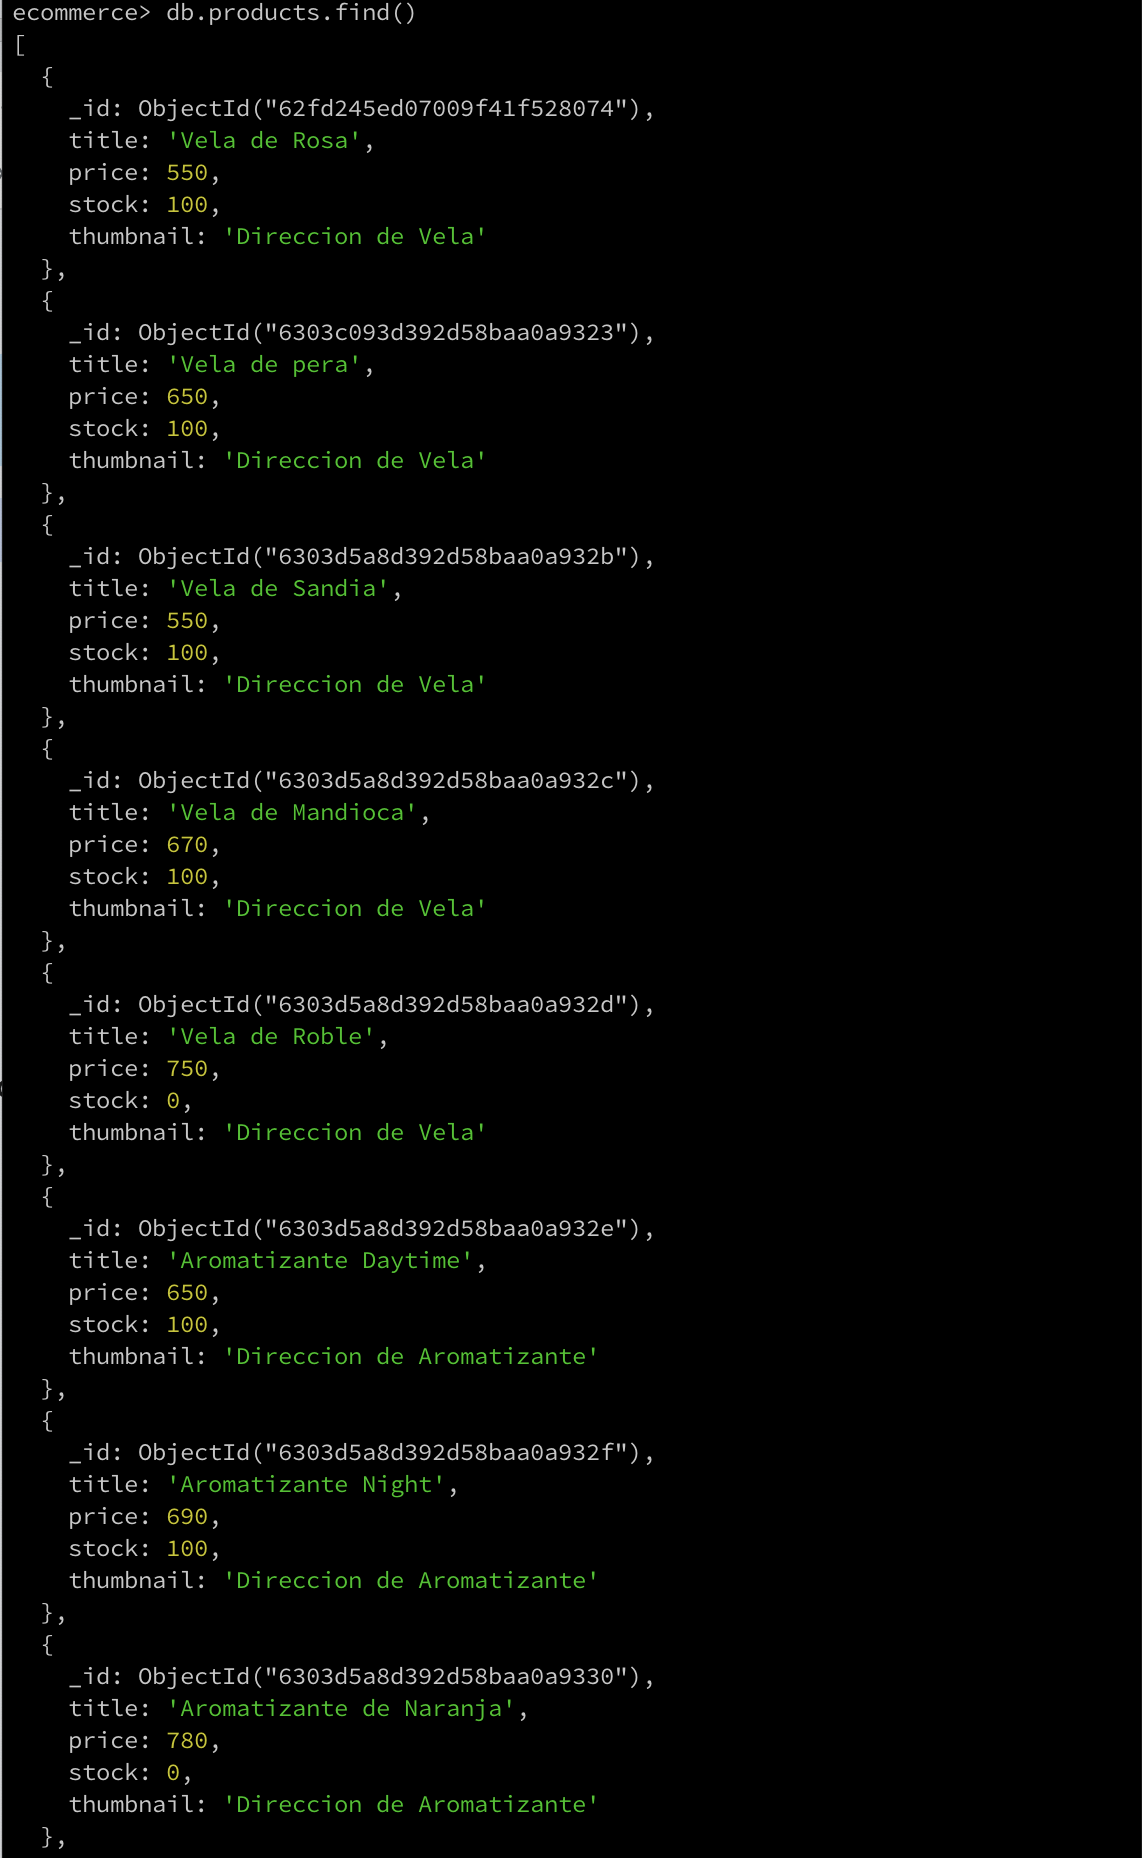 ecommerce> db.products.find()
[
  {
    _id: ObjectId("62fd245ed07009f41f528074"),
    title: 'Vela de Rosa',
    price: 550,
    stock: 100,
    thumbnail: 'Direccion de Vela'
  },
  {
    _id: ObjectId("6303c093d392d58baa0a9323"),
    title: 'Vela de pera',
    price: 650,
    stock: 100,
    thumbnail: 'Direccion de Vela'
  },
  {
    _id: ObjectId("6303d5a8d392d58baa0a932b"),
    title: 'Vela de Sandia',
    price: 550,
    stock: 100,
    thumbnail: 'Direccion de Vela'
  },
  {
    _id: ObjectId("6303d5a8d392d58baa0a932c"),
    title: 'Vela de Mandioca',
    price: 670,
    stock: 100,
    thumbnail: 'Direccion de Vela'
  },
  {
    _id: ObjectId("6303d5a8d392d58baa0a932d"),
    title: 'Vela de Roble',
    price: 750,
    stock: 0,
    thumbnail: 'Direccion de Vela'
  },
  {
    _id: ObjectId("6303d5a8d392d58baa0a932e"),
    title: 'Aromatizante Daytime',
    price: 650,
    stock: 100,
    thumbnail: 'Direccion de Aromatizante'
  },
  {
    _id: ObjectId("6303d5a8d392d58baa0a932f"),
    title: 'Aromatizante Night',
    price: 690,
    stock: 100,
    thumbnail: 'Direccion de Aromatizante'
  },
  {
    _id: ObjectId("6303d5a8d392d58baa0a9330"),
    title: 'Aromatizante de Naranja',
    price: 780,
    stock: 0,
    thumbnail: 'Direccion de Aromatizante'
  },